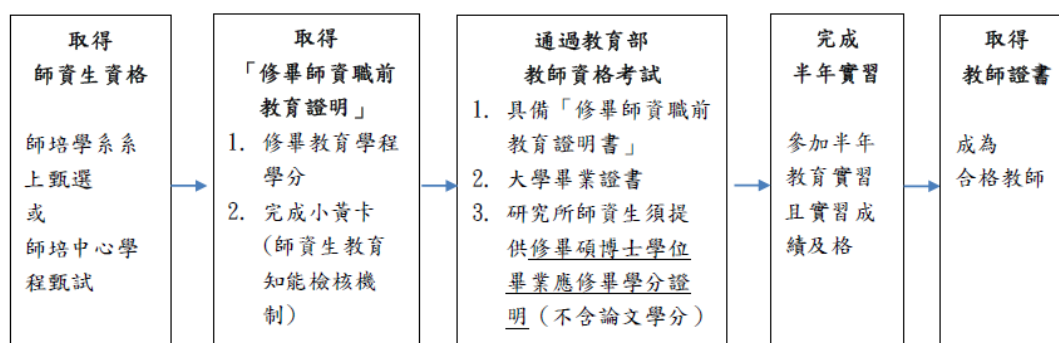 取得
師資生資格
師培學系系
上甄選
或
師培中心學
程甄試
取得
「修畢師資職前
教育證明」
1. 修畢教育學程
學分
2. 完成小黃卡
(師資生教育
知能檢核機
制)
通過教育部
教師資格考試
1. 具備「修畢師資職前
教育證明書」
2. 大學畢業證書
3. 研究所師資生須提
供修畢碩博士學位
畢業應修畢學分證
明(不含論文學分)
完成
半年實習
參加半年
教育實習
且實習成
績及格
取得
教師證書
成為
合格教師